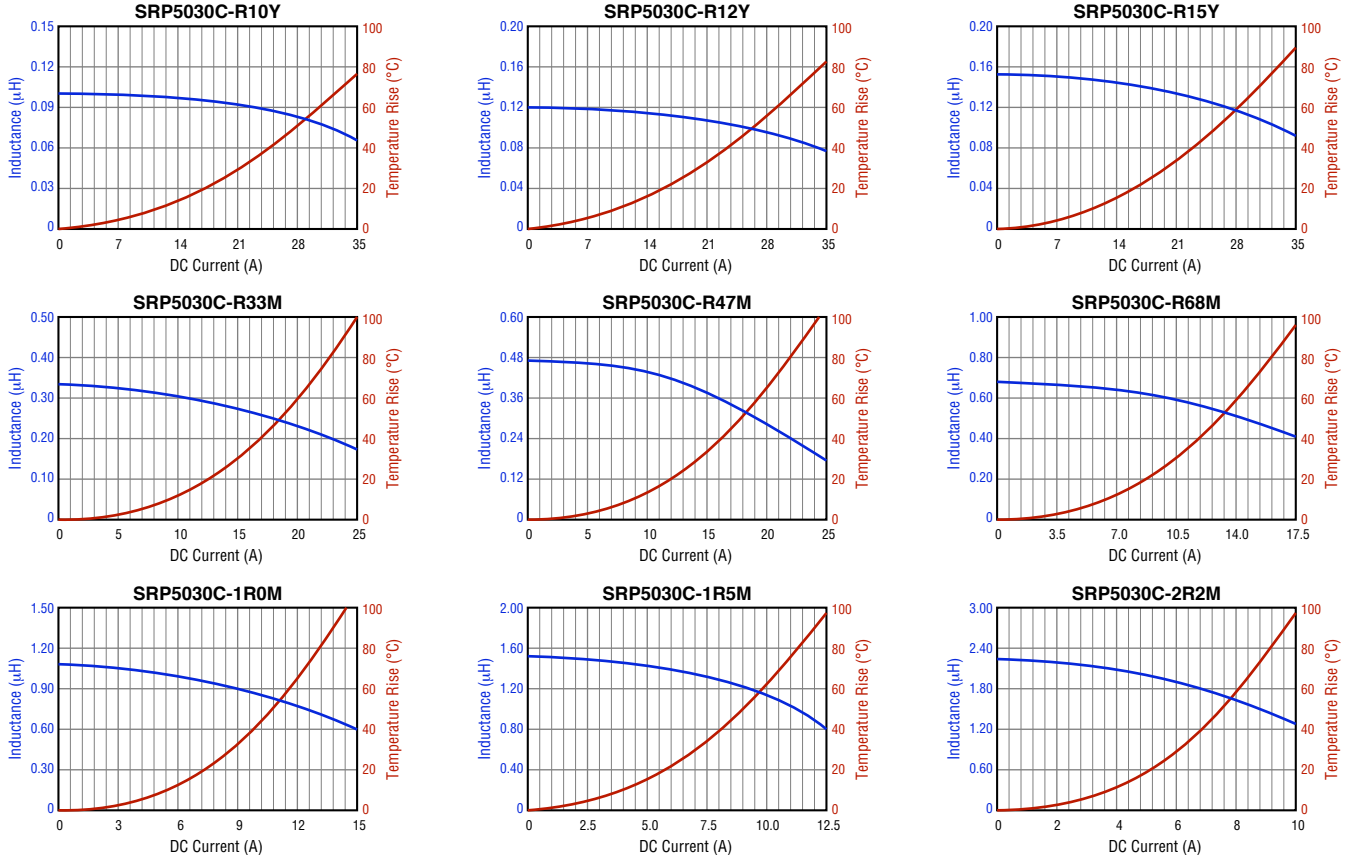 SRP5030C-R10Y
0.15
0.12
0.09
0.06
0.03
0
Inductance (μH)
100
80
60
40
20
0
Temperature Rise (°C)
0 7 14 21 28 35
DC Current (A)
SRP5030C-R12Y
0.20
0.16
0.12
0.08
0.04
0
Inductance (μH)
100
80
60
40
20
0
Temperature Rise (°C)
0 7 14 21 28 35
DC Current (A)
SRP5030C-R15Y
0.20
0.16
0.12
0.08
0.04
0
Inductance (μH)
100
80
60
40
20
0
Temperature Rise (°C)
0 7 14 21 28 35
DC Current (A)
SRP5030C-R33M
0.50
0.40
0.30
0.20
0.10
0
Inductance (μH)
100
80
60
40
20
0
Temperature Rise (°C)
0 5 10 15 20 25
DC Current (A)
SRP5030C-R47M
0.60
0.48
0.36
0.24
0.12
0
Inductance (μH)
100
80
60
40
20
0
Temperature Rise (°C)
0 5 10 15 20 25
DC Current (A)
SRP5030C-R68M
1.00
0.80
0.60
0.40
0.20
0
Inductance (μH)
100
80
60
40
20
0
Temperature Rise (°C)
0 3.5 7.0 10.5 14.0 17.5
DC Current (A)
SRP5030C-1R0M
1.50
1.20
0.90
0.60
0.30
0
Inductance (μH)
100
80
60
40
20
0
Temperature Rise (°C)
0 3 6 9 12 15
DC Current (A)
SRP5030C-1R5M
2.00
1.60
1.20
0.80
0.40
0
Inductance (μH)
100
80
60
40
20
0
Temperature Rise (°C)
0 2.5 5.0 7.5 10.0 12.5
DC Current (A)
SRP5030C-2R2M
3.00
2.40
1.80
1.20
0.60
0
Inductance (μH)
100
80
60
40
20
0
Temperature Rise (°C)
0 2 4 6 8 10
DC Current (A)